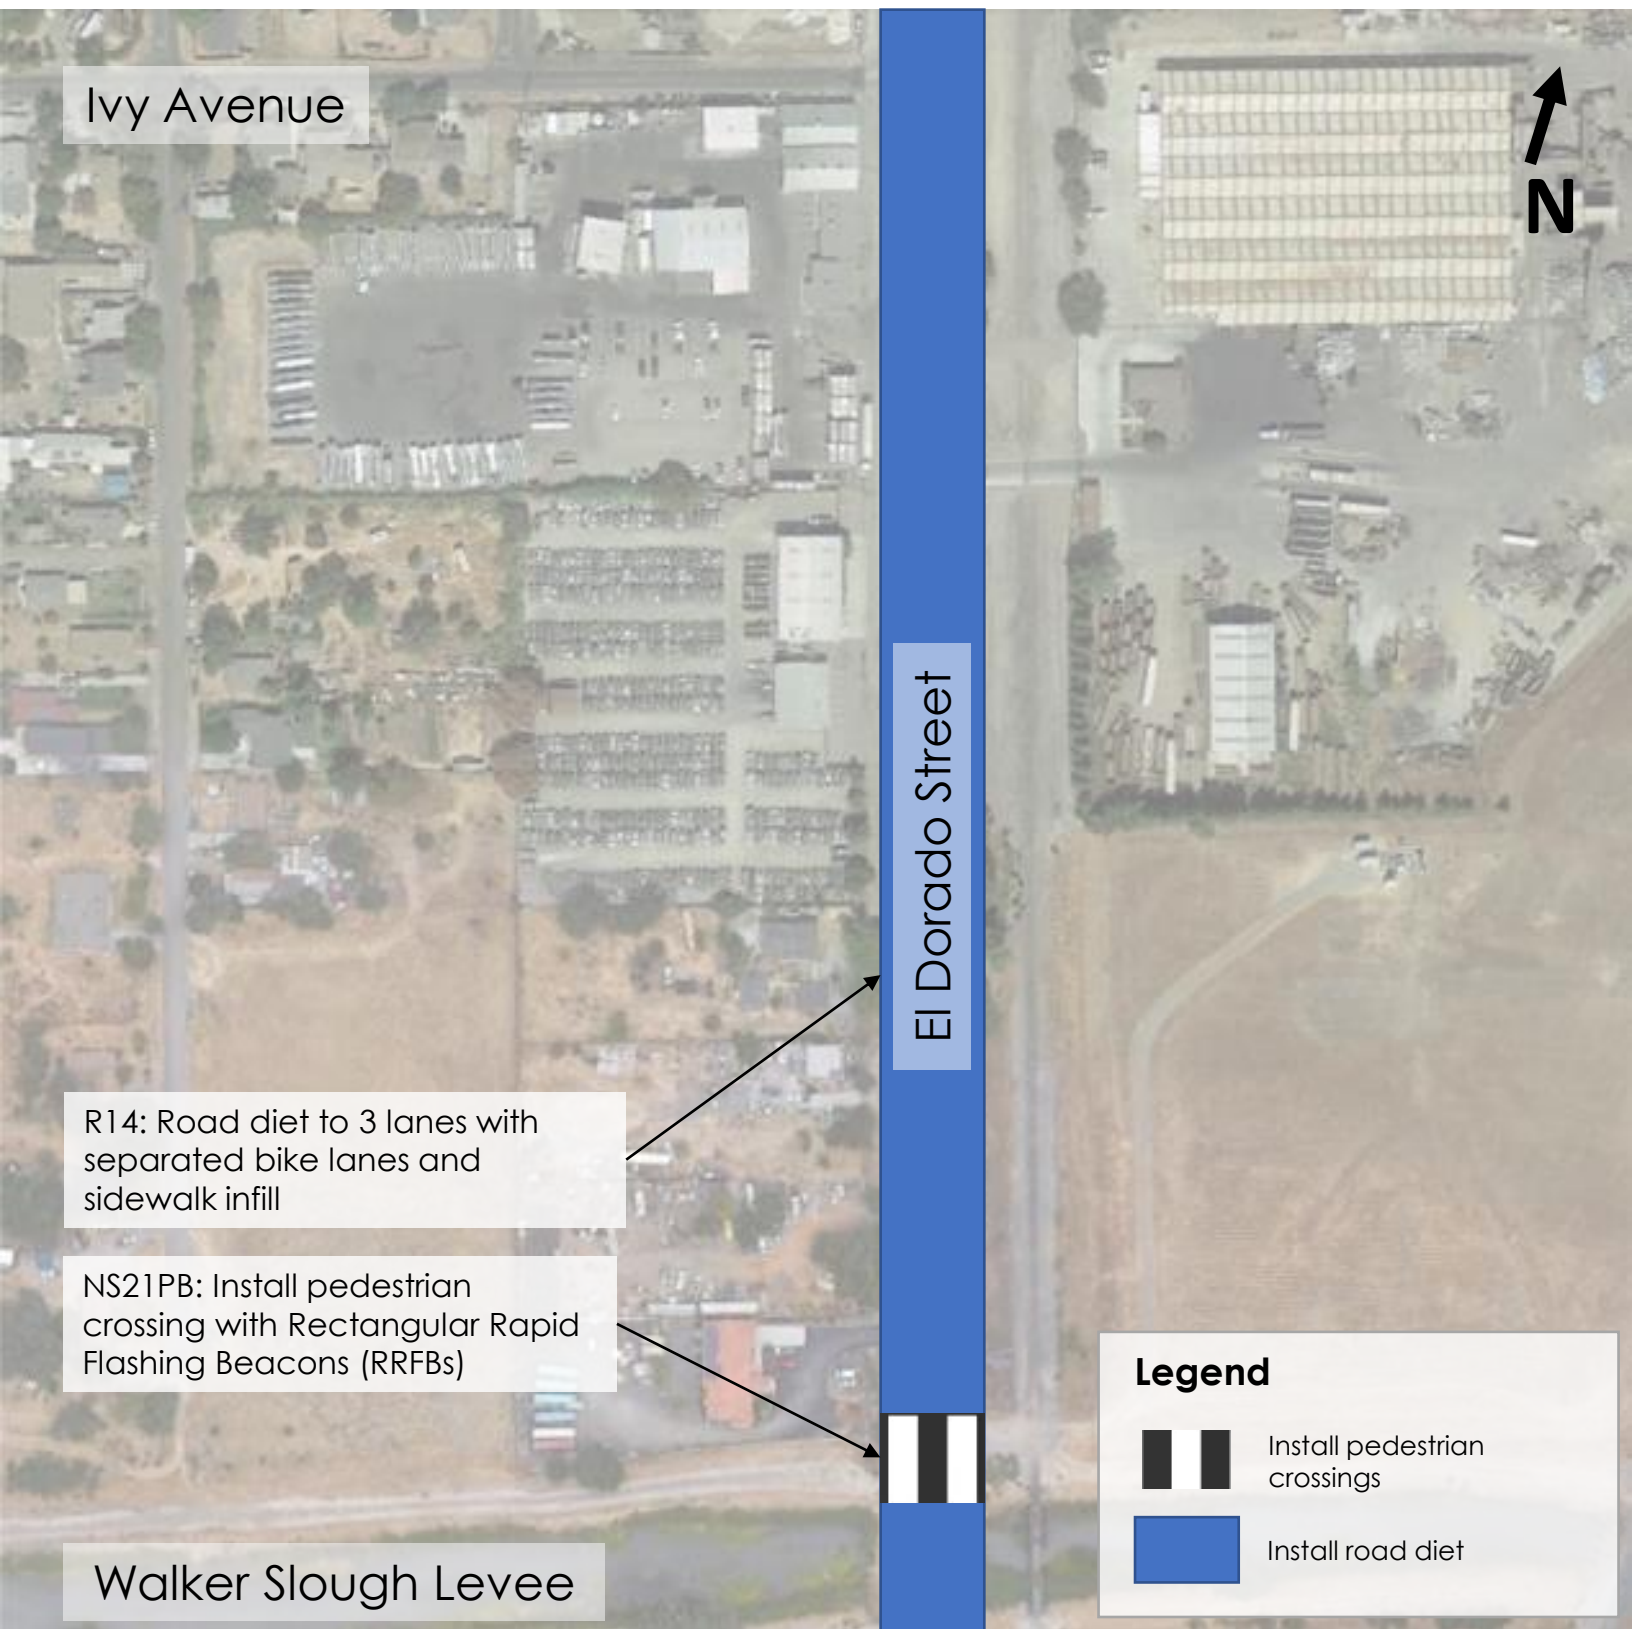 Ivy Avenue
N
El Dorado Street
R14: Road diet to 3 lanes with
separated bike lanes and
sidewalk infill
NS21PB: Install pedestrian
crossing with Rectangular Rapid
Flashing Beacons (RRFBs)
Legend
Install pedestrian
crossings
Install road diet
Walker Slough Levee